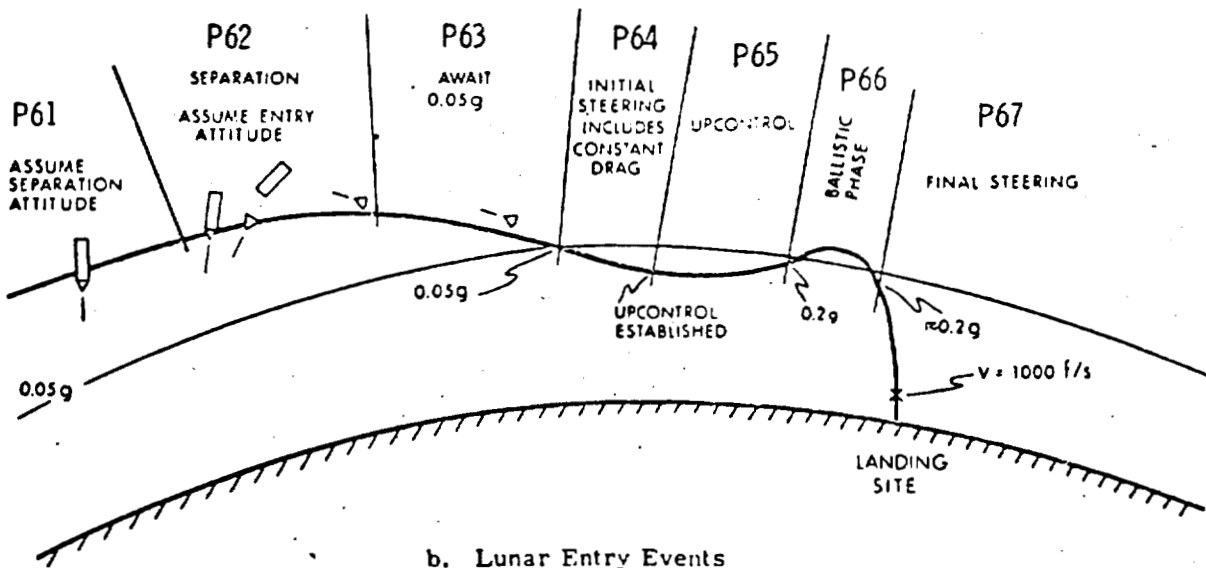 P61
ASSUME
SEPARATION
ATTITUDE
P62
SEPARATION
ASSUME ENTRY
ATTITUDE
P63
AWAIT
0.05g
P64
INITIAL
STEERING
INCLUDES
CONSTANT
DRAG
P65
UPCONTROL
P66
BALLISTIC
PHASE
P67
FINAL STEERING
0.05g
UPCONTROL
ESTABLISHED
0.2g
≈0.2g
V = 1000 f/s
0.05g
LANDING
SITE
b. Lunar Entry Events